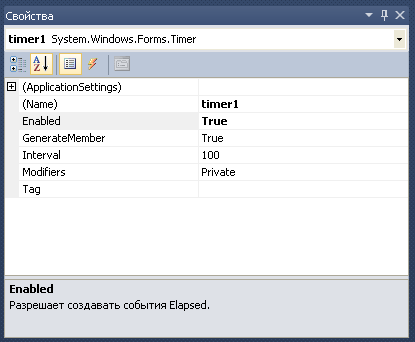 Свойства
timer1 System.Windows.Forms.Timer
(ApplicationSettings)
(Name) timer1
Enabled True
GenerateMember True
Interval 100
Modifiers Private
Tag
Enabled
Разрешает создавать события Elapsed.